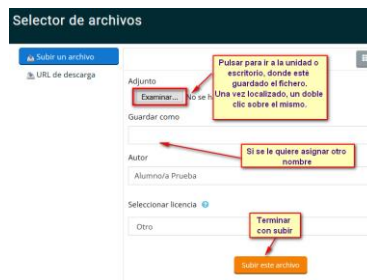 Selector de archivos
Subir un archivo
URL de descarga
Pulsar para ir a la unidad o
escritorio, donde esté
guardado el fichero.
Una vez localizado, un doble
clic sobre el mismo.
Adjunto
Examinar... No se h
Guardar como
Si se le quiere asignar otro
nombre
Autor
Alumno/a Prueba
Seleccionar licencia
Otro
Terminar
con subir
Subir este archivo